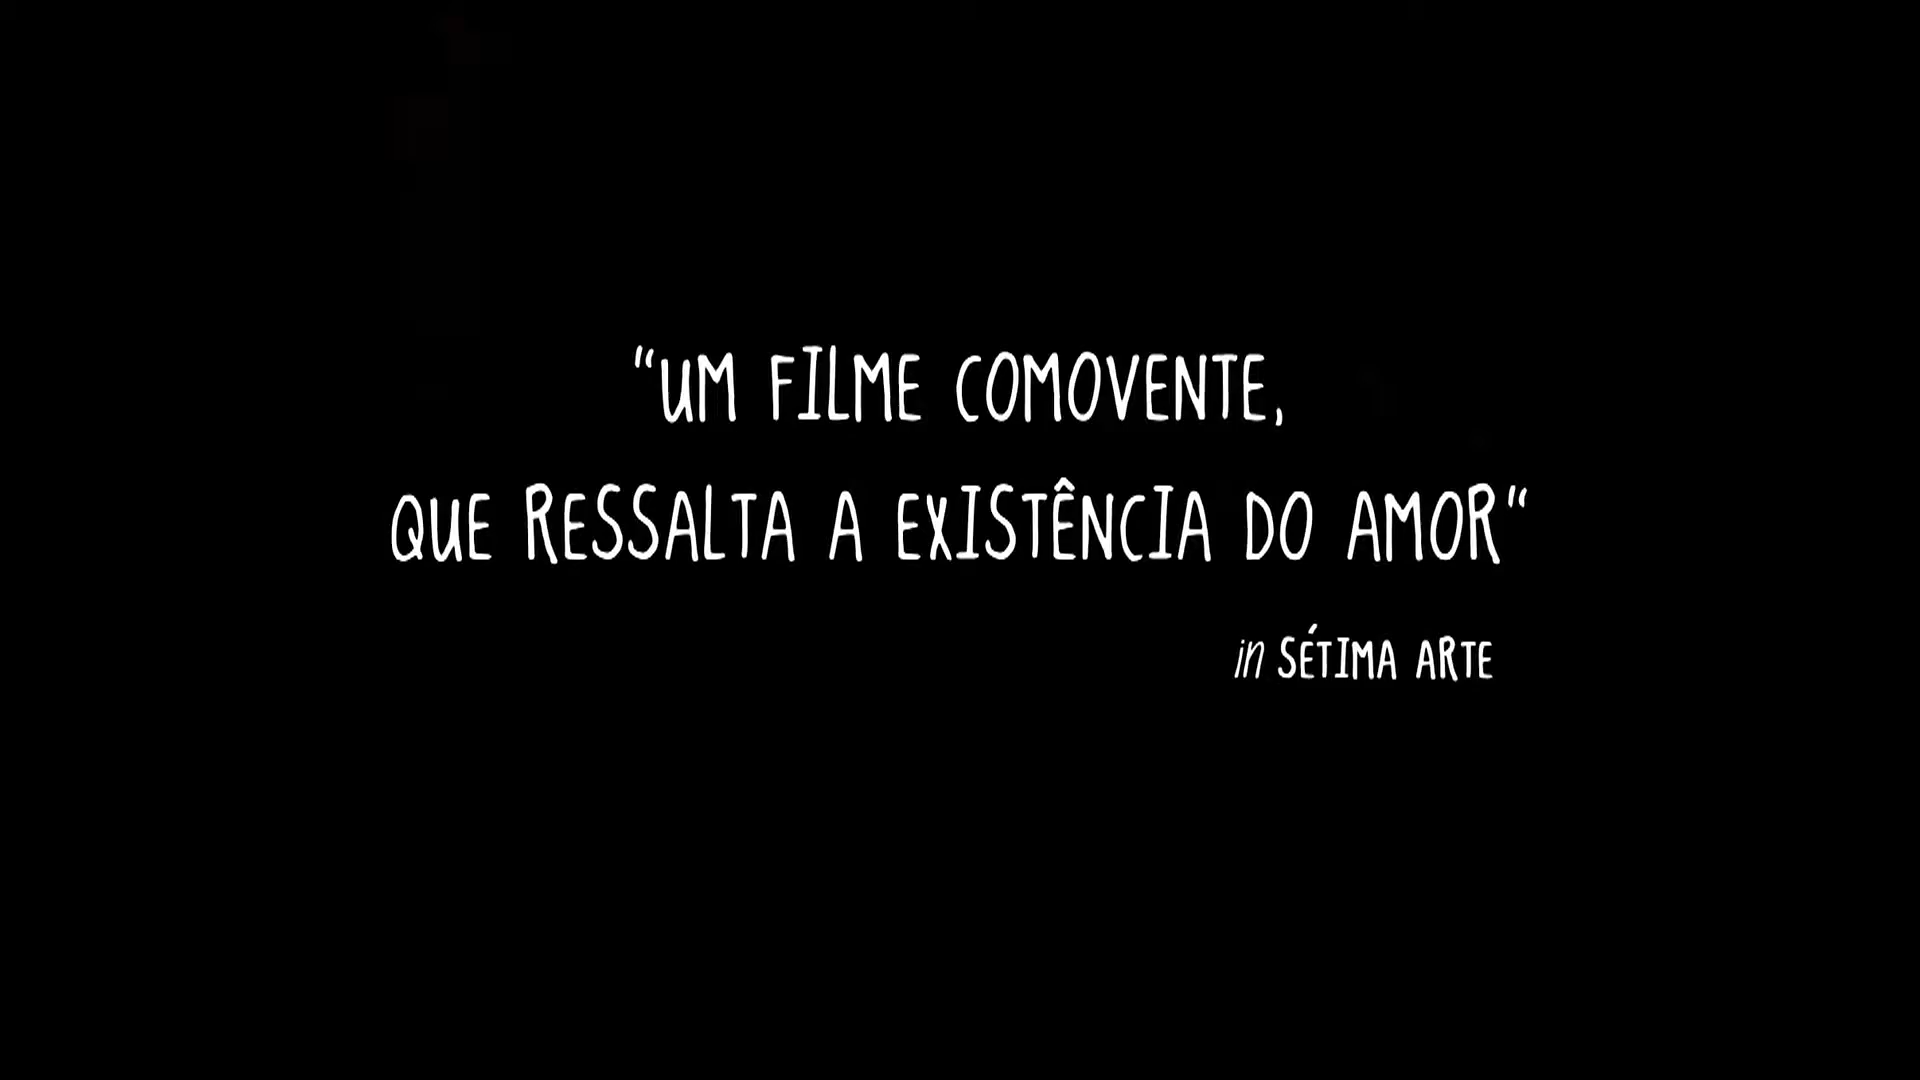 “UM FILME COMOVENTE,
QUE RESSALTA A EXISTÊNCIA DO AMOR“
in SÉTIMA ARTE